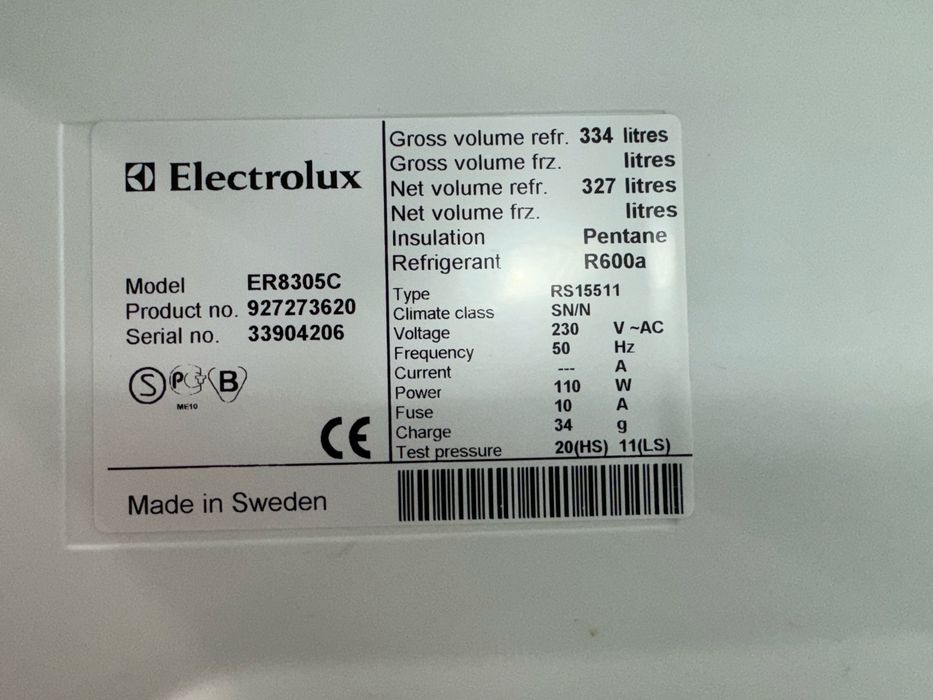 Electrolux
Model ER8305C
Product no. 927273620
Serial no. 33904206
S P B
ME10
CE
Gross volume refr. 334 litres
Gross volume frz. litres
Net volume refr. 327 litres
Net volume frz. litres
Insulation Pentane
Refrigerant R600a
Type RS15511
Climate class SN/N
Voltage 230 V ~AC
Frequency 50 Hz
Current --- A
Power 110 W
Fuse 10 A
Charge 34 g
Test pressure 20(HS) 11(LS)
Made in Sweden